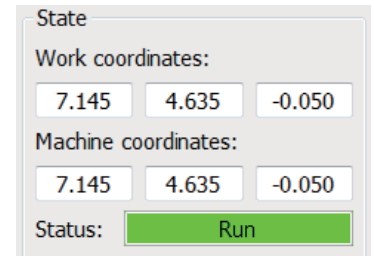 State
Work coordinates:
7.145 4.635 -0.050
Machine coordinates:
7.145 4.635 -0.050
Status: Run